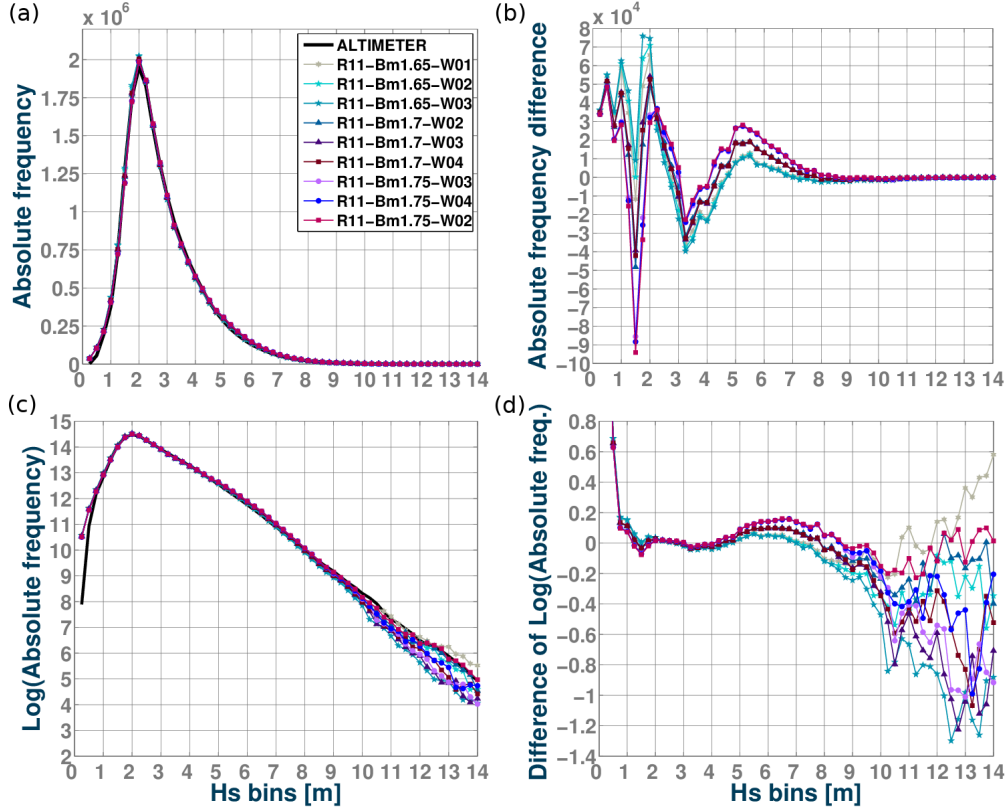 (a)
x 10^6
2
1.75
1.5
1.25
1
0.75
0.5
0.25
0
Absolute frequency
0 1 2 3 4 5 6 7 8 9 10 11 12 13 14
ALTIMETER
R11-Bm1.65-W01
R11-Bm1.65-W02
R11-Bm1.65-W03
R11-Bm1.7-W02
R11-Bm1.7-W03
R11-Bm1.7-W04
R11-Bm1.75-W03
R11-Bm1.75-W04
R11-Bm1.75-W02
(b)
x 10^4
8
7
6
5
4
3
2
1
0
-1
-2
-3
-4
-5
-6
-7
-8
-9
-10
Absolute frequency difference
0 1 2 3 4 5 6 7 8 9 10 11 12 13 14
(c)
15
14
13
12
11
10
9
8
7
6
5
4
3
2
Log(Absolute frequency)
0 1 2 3 4 5 6 7 8 9 10 11 12 13 14
Hs bins [m]
(d)
0.8
0.6
0.4
0.2
0
-0.2
-0.4
-0.6
-0.8
-1
-1.2
-1.4
Difference of Log(Absolute freq.)
0 1 2 3 4 5 6 7 8 9 10 11 12 13 14
Hs bins [m]